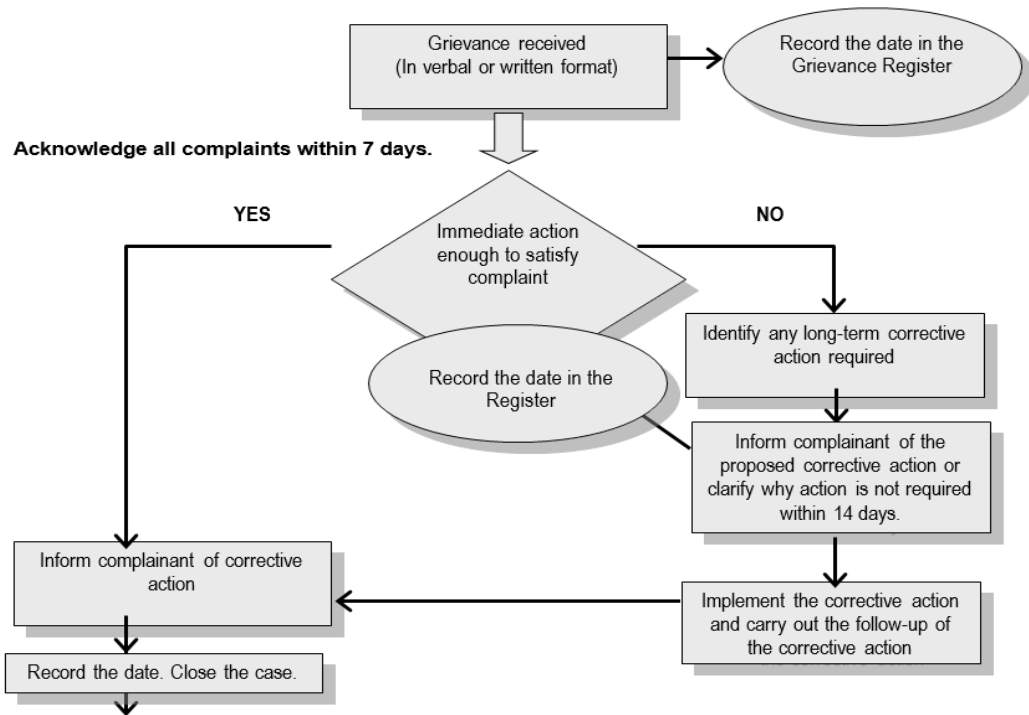 Grievance received
(In verbal or written format)
Record the date in the
Grievance Register
Acknowledge all complaints within 7 days.
YES
NO
Immediate action
enough to satisfy
complaint
Identify any long-term corrective
action required
Record the date in the
Register
Inform complainant of the
proposed corrective action or
clarify why action is not required
within 14 days.
Inform complainant of corrective
action
Implement the corrective action
and carry out the follow-up of
the corrective action
Record the date. Close the case.